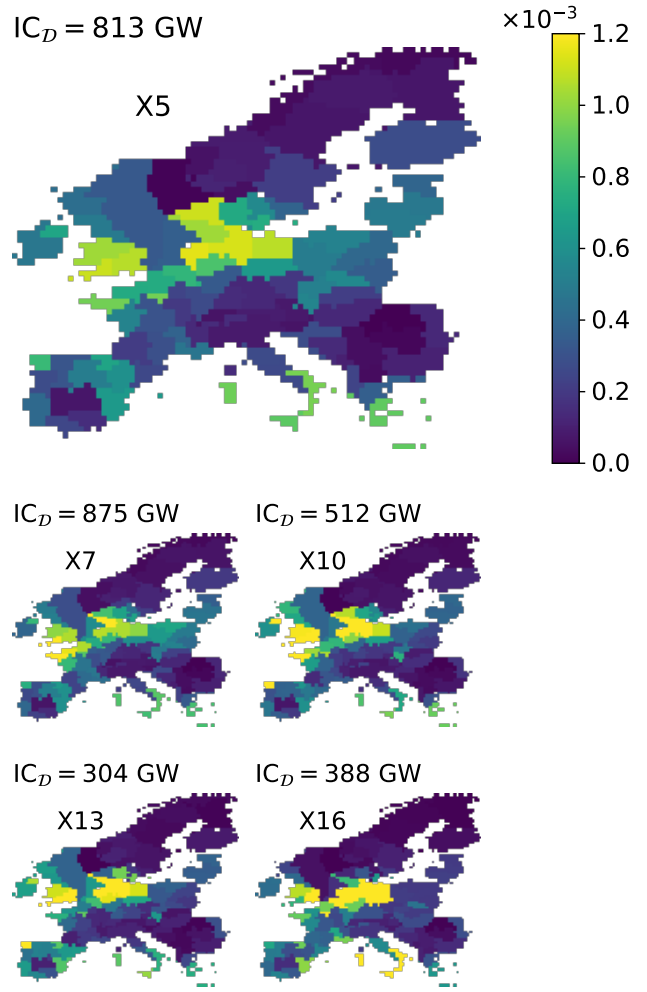 IC𝒟 = 813 GW
×10⁻³
X5
1.2
1.0
0.8
0.6
0.4
0.2
0.0
IC𝒟 = 875 GW
IC𝒟 = 512 GW
X7
X10
IC𝒟 = 304 GW
IC𝒟 = 388 GW
X13
X16